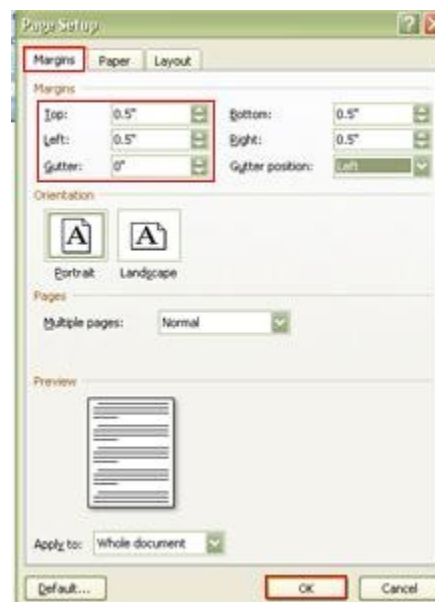 Page Setup
Margins Paper Layout
Margins
Top: 0.5" Bottom: 0.5"
Left: 0.5" Right: 0.5"
Gutter: 0" Gutter position: Left
Orientation
A A
Portrait Landscape
Pages
Multiple pages: Normal
Preview
Apply to: Whole document
Default... OK Cancel